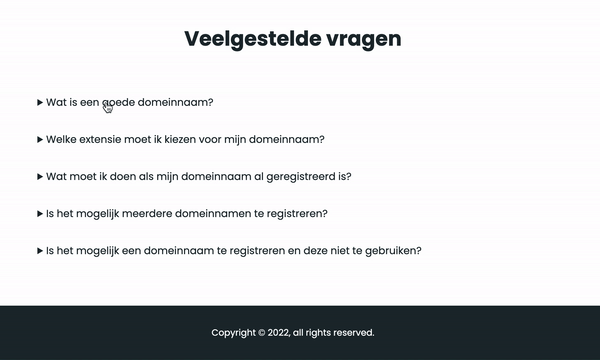 Veelgestelde vragen
Wat is een goede domeinnaam?
Welke extensie moet ik kiezen voor mijn domeinnaam?
Wat moet ik doen als mijn domeinnaam al geregistreerd is?
Is het mogelijk meerdere domeinnamen te registreren?
Is het mogelijk een domeinnaam te registreren en deze niet te gebruiken?
Copyright © 2022, all rights reserved.